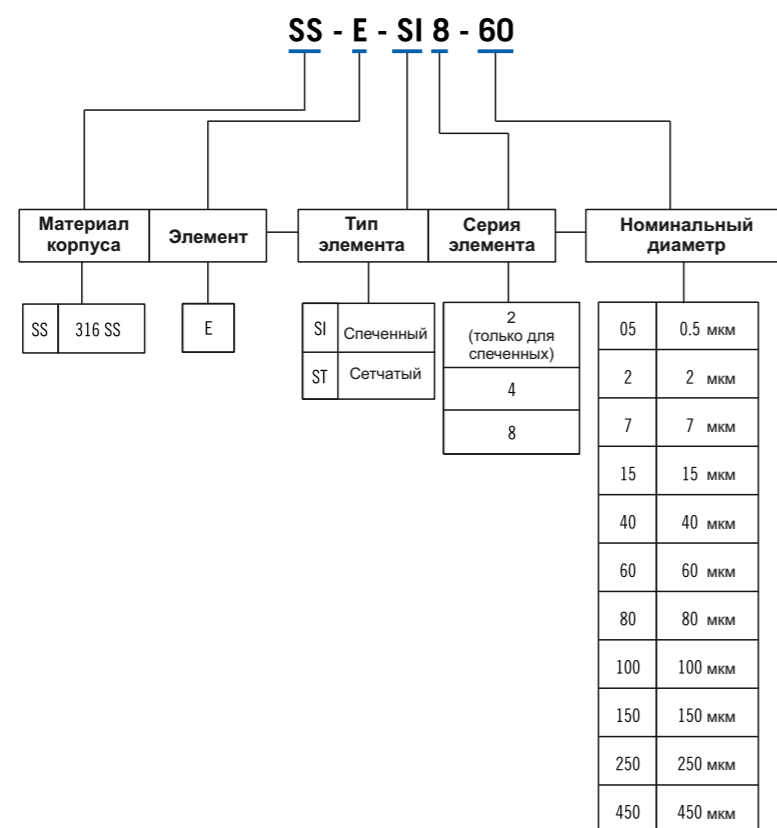 SS - E - SI 8 - 60
Материал корпуса
Элемент
Тип элемента
Серия элемента
Номинальный диаметр
SS 316 SS
E
SI Спеченный
ST Сетчатый
2
(только для
спеченных)
4
8
05 0.5 мкм
2 2 мкм
7 7 мкм
15 15 мкм
40 40 мкм
60 60 мкм
80 80 мкм
100 100 мкм
150 150 мкм
250 250 мкм
450 450 мкм